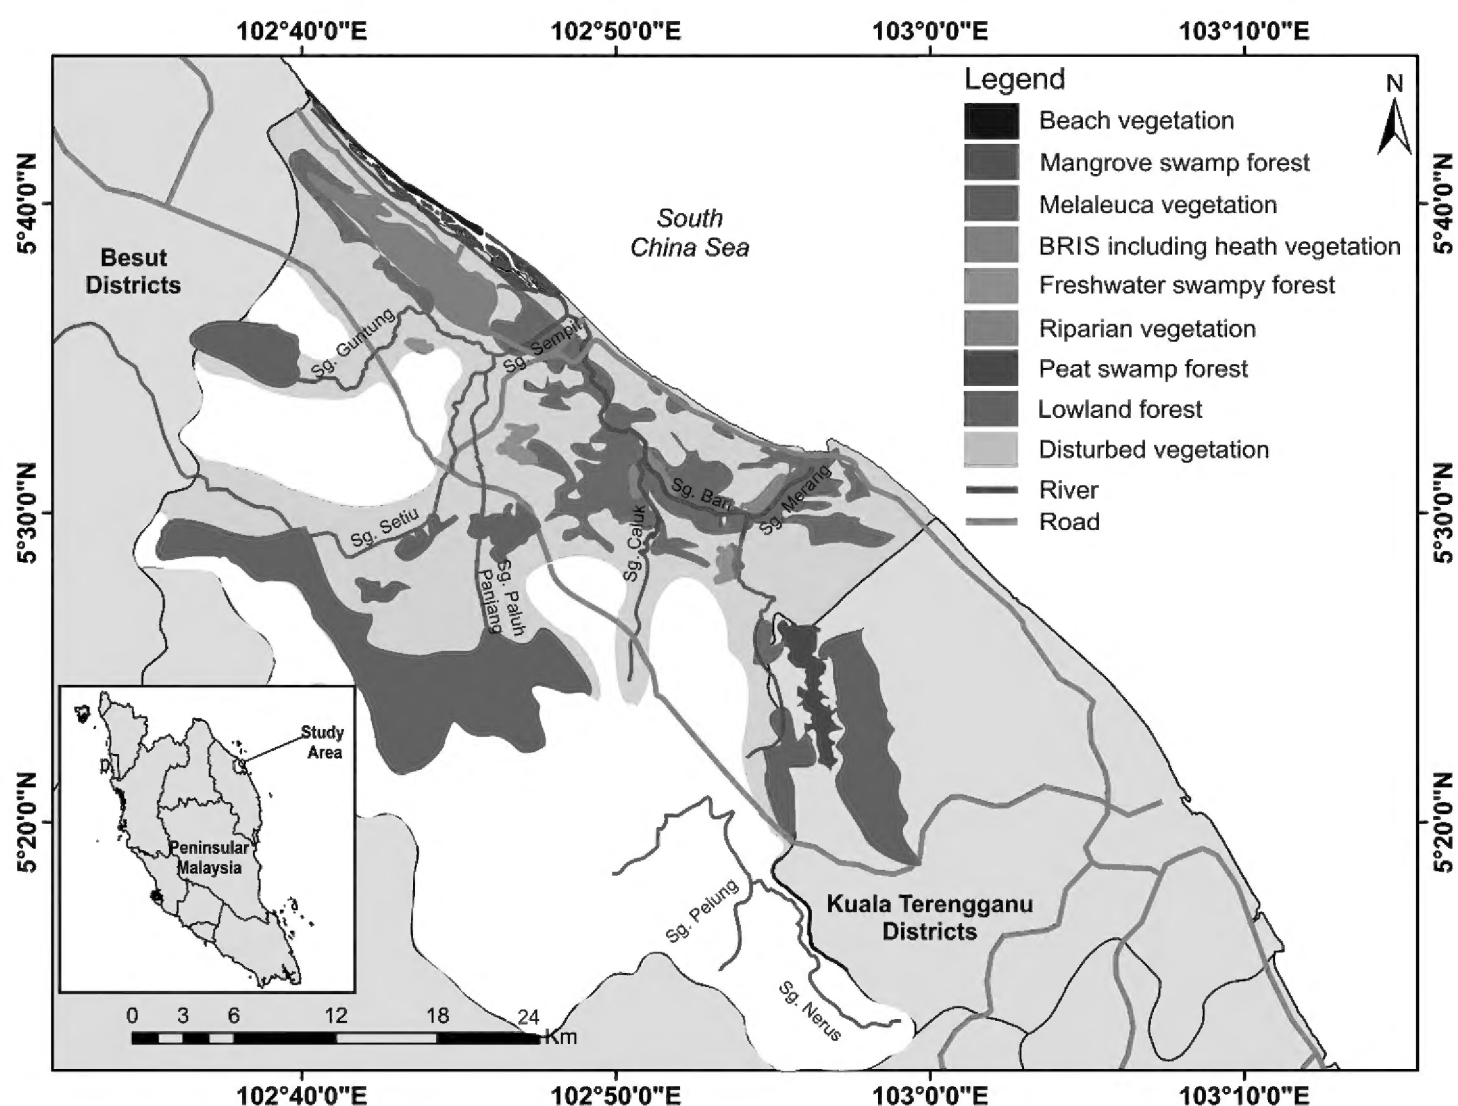 102°40'0"E
102°50'0"E
103°0'0"E
103°10'0"E
5°40'0"N
5°30'0"N
5°20'0"N
Legend
Beach vegetation
Mangrove swamp forest
Melaleuca vegetation
BRIS including heath vegetation
Freshwater swampy forest
Riparian vegetation
Peat swamp forest
Lowland forest
Disturbed vegetation
River
Road
N
5°40'0"N
5°30'0"N
5°20'0"N
South
China Sea
Besut
Districts
Sg. Guntung
Sg. Sempit
Sg. Setiu
Sg. Paluh
Panjang
Sg. Caluk
Sg. Bari
Sg. Merang
Study
Area
Peninsular
Malaysia
Sg. Pelung
Sg. Nerus
Kuala Terengganu
Districts
0 3 6 12 18 24
Km
102°40'0"E
102°50'0"E
103°0'0"E
103°10'0"E